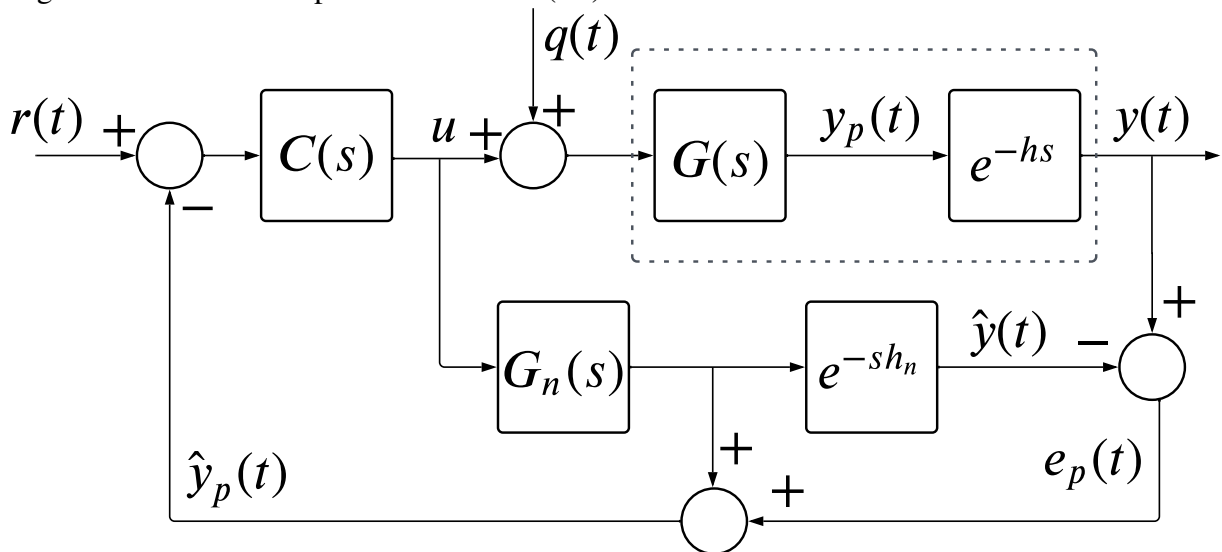 q(t)
r(t) + u + + y_p(t) y(t)
C(s) G(s) e^{-hs}
−
+
ŷ(t) −
G_n(s) e^{-sh_n}
+
ŷ_p(t) + e_p(t)